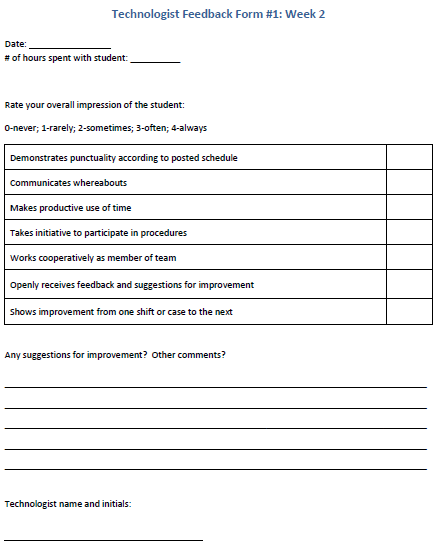 Technologist Feedback Form #1: Week 2
Date: _______________
# of hours spent with student: _________
Rate your overall impression of the student:
0-never; 1-rarely; 2-sometimes; 3-often; 4-always
Demonstrates punctuality according to posted schedule
Communicates whereabouts
Makes productive use of time
Takes initiative to participate in procedures
Works cooperatively as member of team
Openly receives feedback and suggestions for improvement
Shows improvement from one shift or case to the next
Any suggestions for improvement?  Other comments?
Technologist name and initials: